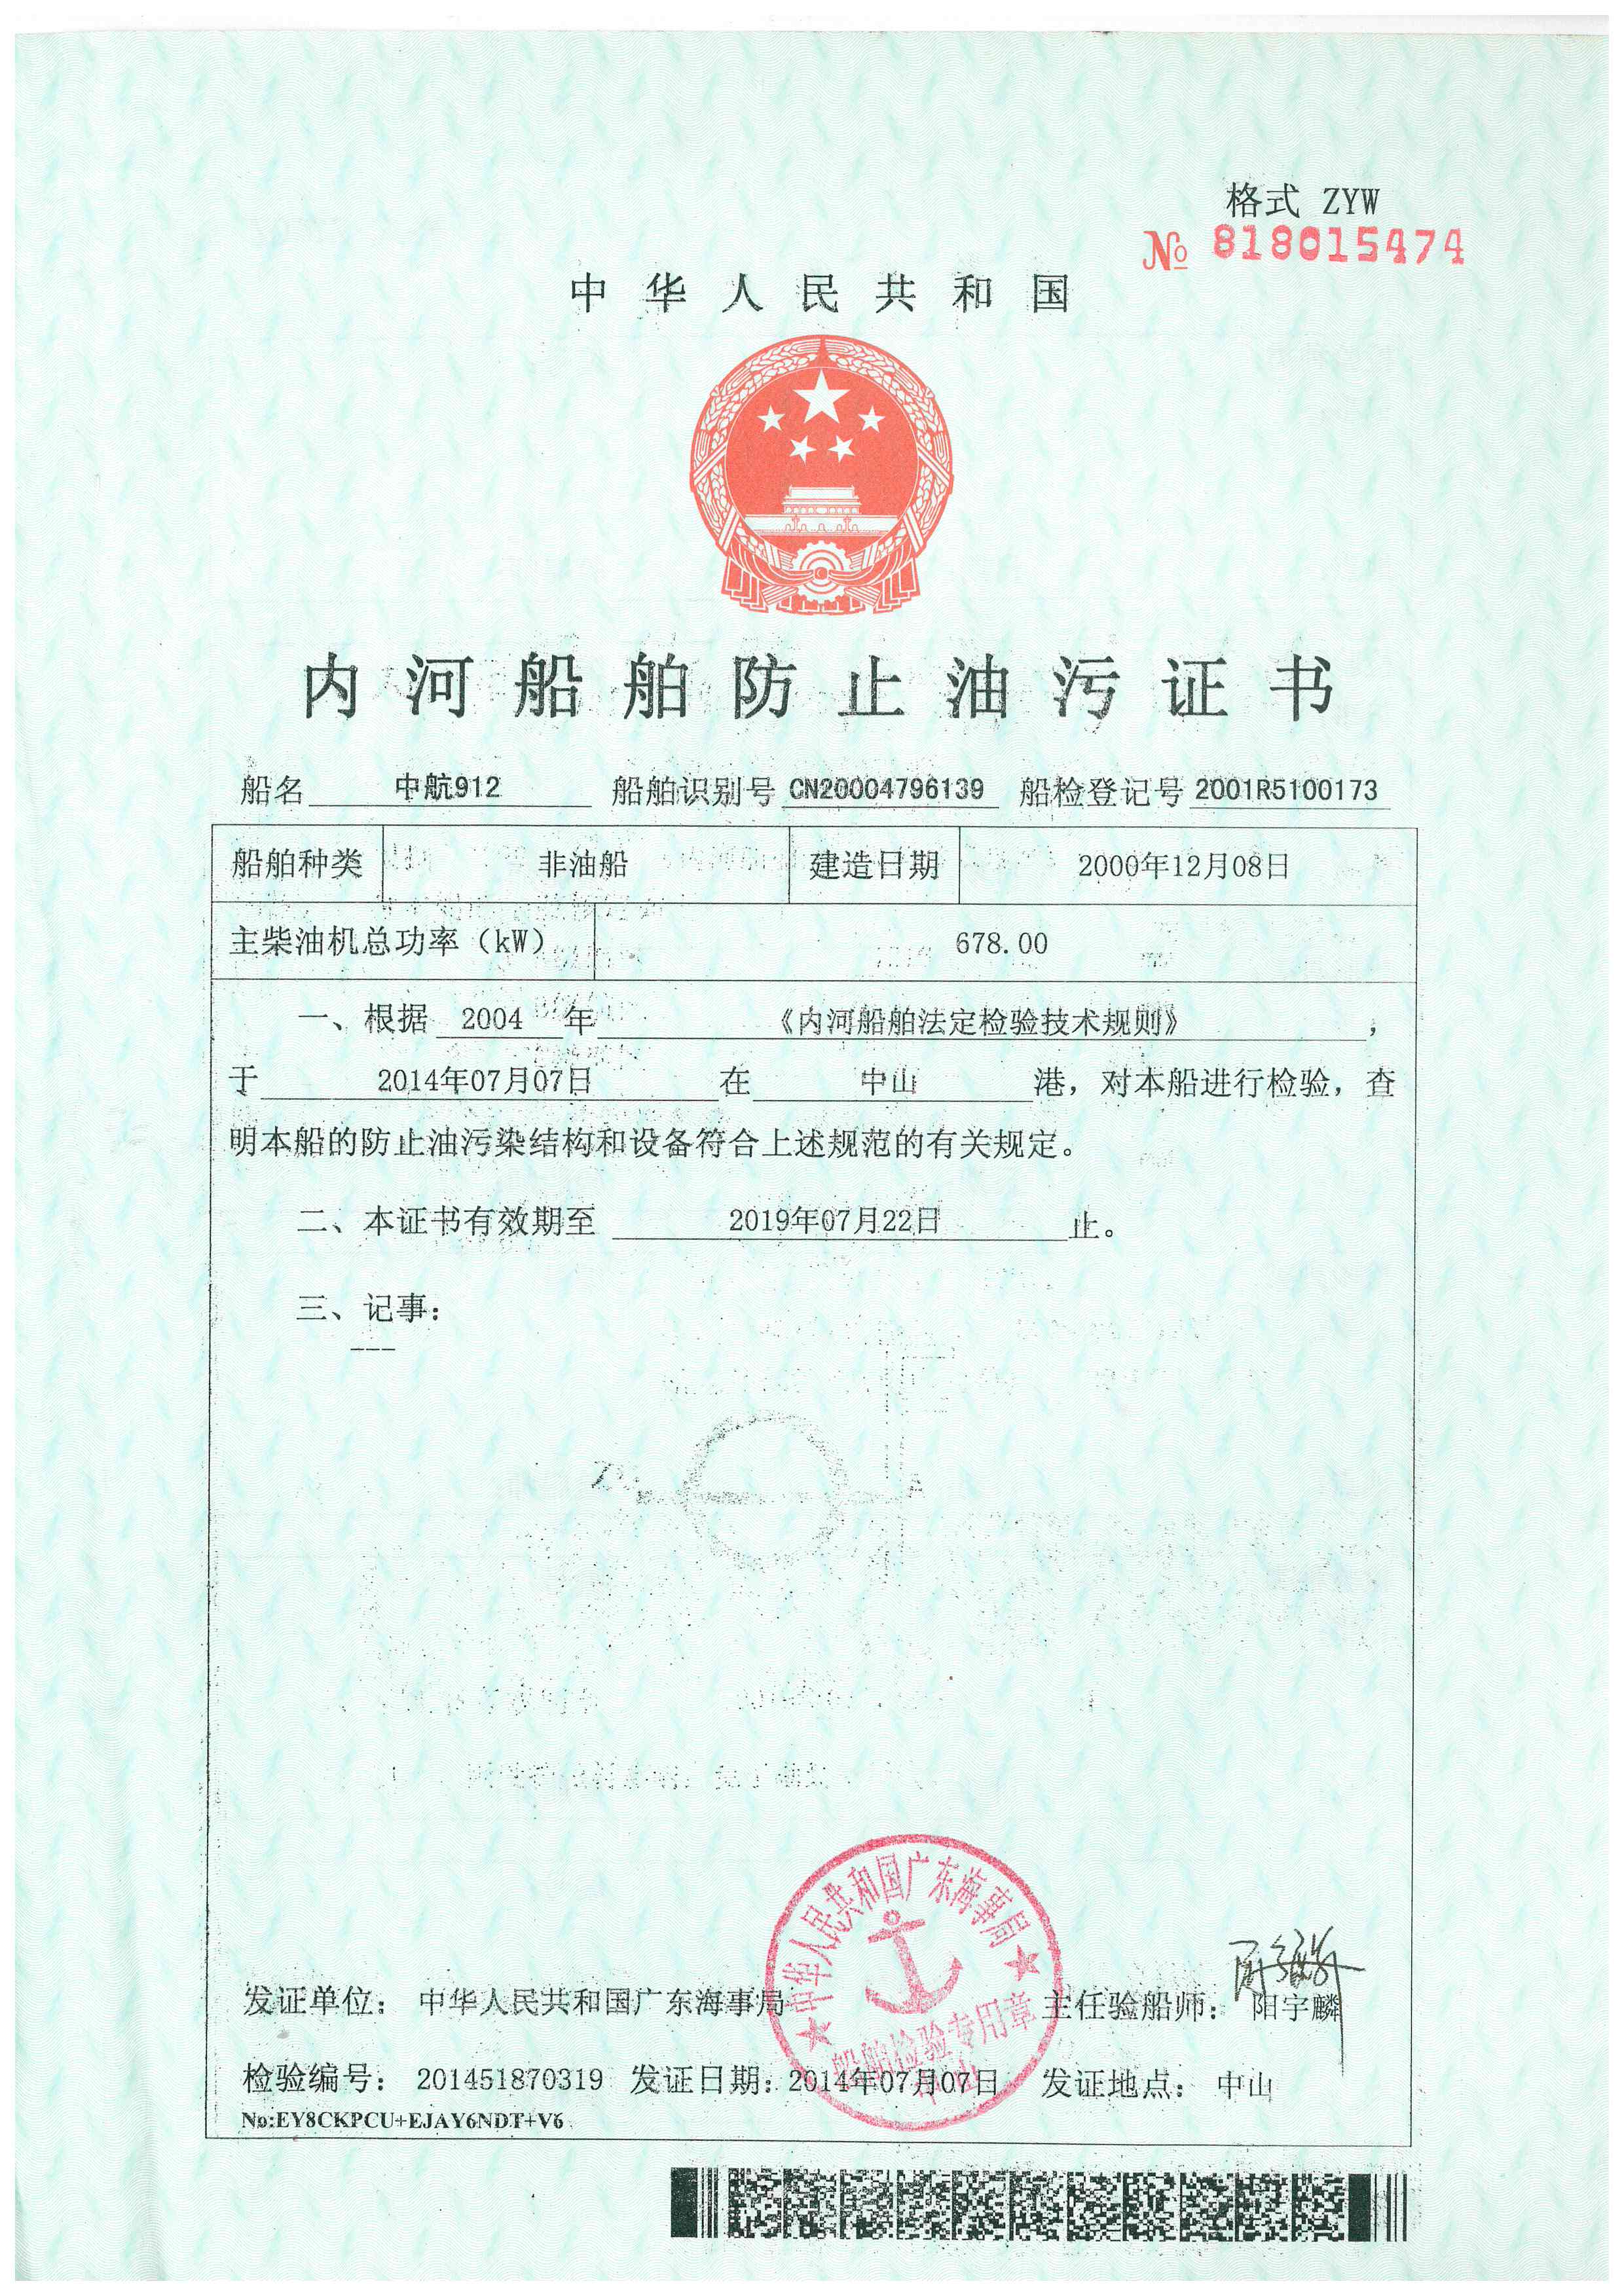 格式 ZYW
№ 818015474
中华人民共和国
内河船舶防止油污证书
船名 中航912 船舶识别号 CN20004796139 船检登记号 2001R5100173
船舶种类 非油船 建造日期 2000年12月08日
主柴油机总功率（kW） 678.00
一、根据 2004 年 《内河船舶法定检验技术规则》 ，
于 2014年07月07日 在 中山 港，对本船进行检验，查
明本船的防止油污染结构和设备符合上述规范的有关规定。
二、本证书有效期至 2019年07月22日 止。
三、记事：
---
中华人民共和国广东海事局
船舶检验专用章
发证单位： 中华人民共和国广东海事局 主任验船师： 阳宇麟
检验编号： 201451870319 发证日期：2014年07月07日 发证地点： 中山
No:EY8CKPCU+EJAY6NDT+V6